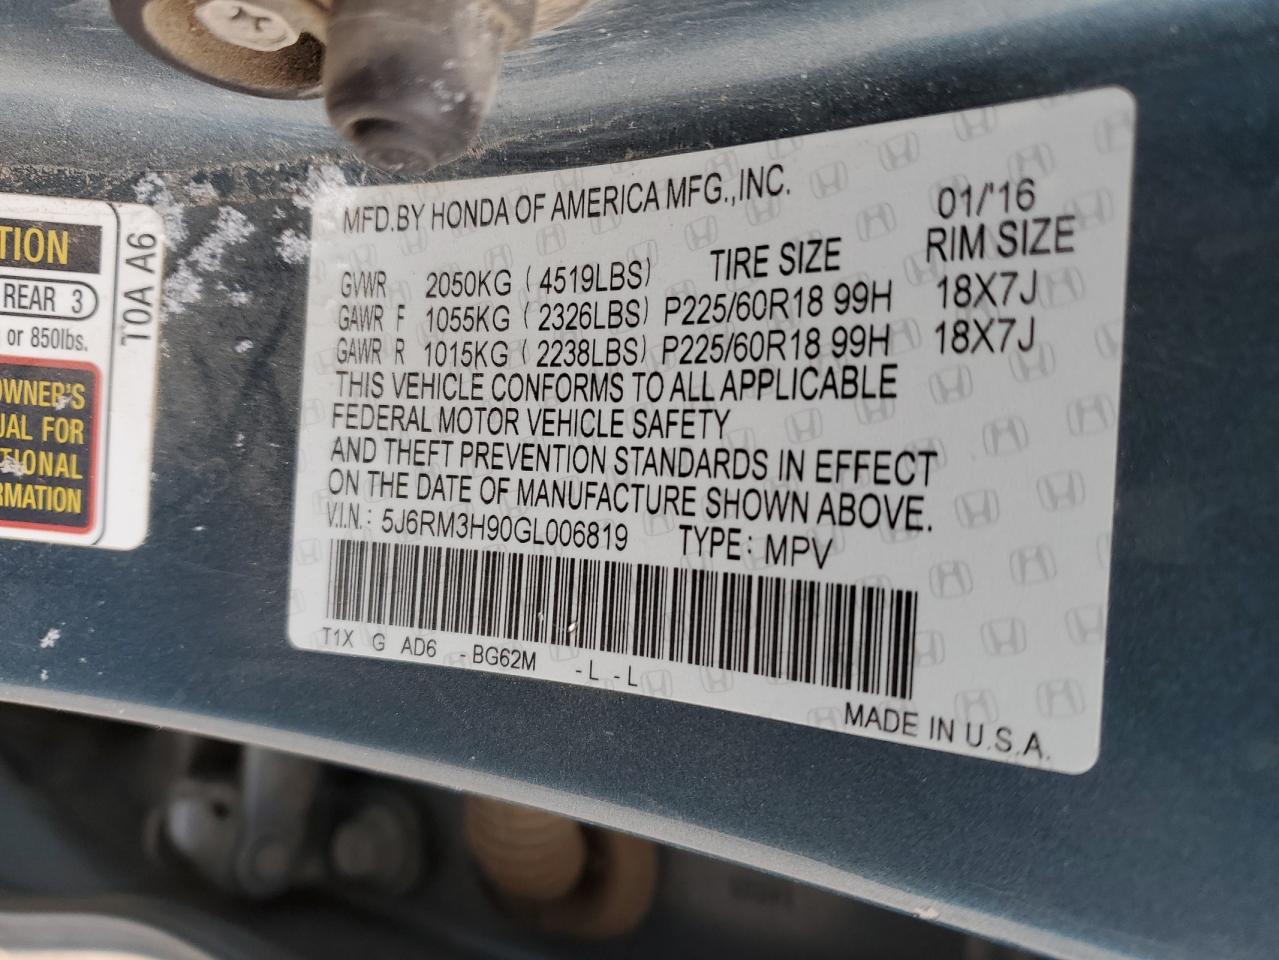 TION
REAR 3
or 850lbs.
OWNER'S
UAL FOR
TIONAL
RMATION
T0A A6
MFD.BY HONDA OF AMERICA MFG.,INC. 01/'16
TIRE SIZE RIM SIZE
GVWR 2050KG (4519LBS)
GAWR F 1055KG (2326LBS) P225/60R18 99H 18X7J
GAWR R 1015KG (2238LBS) P225/60R18 99H 18X7J
THIS VEHICLE CONFORMS TO ALL APPLICABLE
FEDERAL MOTOR VEHICLE SAFETY
AND THEFT PREVENTION STANDARDS IN EFFECT
ON THE DATE OF MANUFACTURE SHOWN ABOVE.
V.I.N.: 5J6RM3H90GL006819 TYPE: MPV
T1X G AD6 -BG62M -L -L
MADE IN U.S.A.